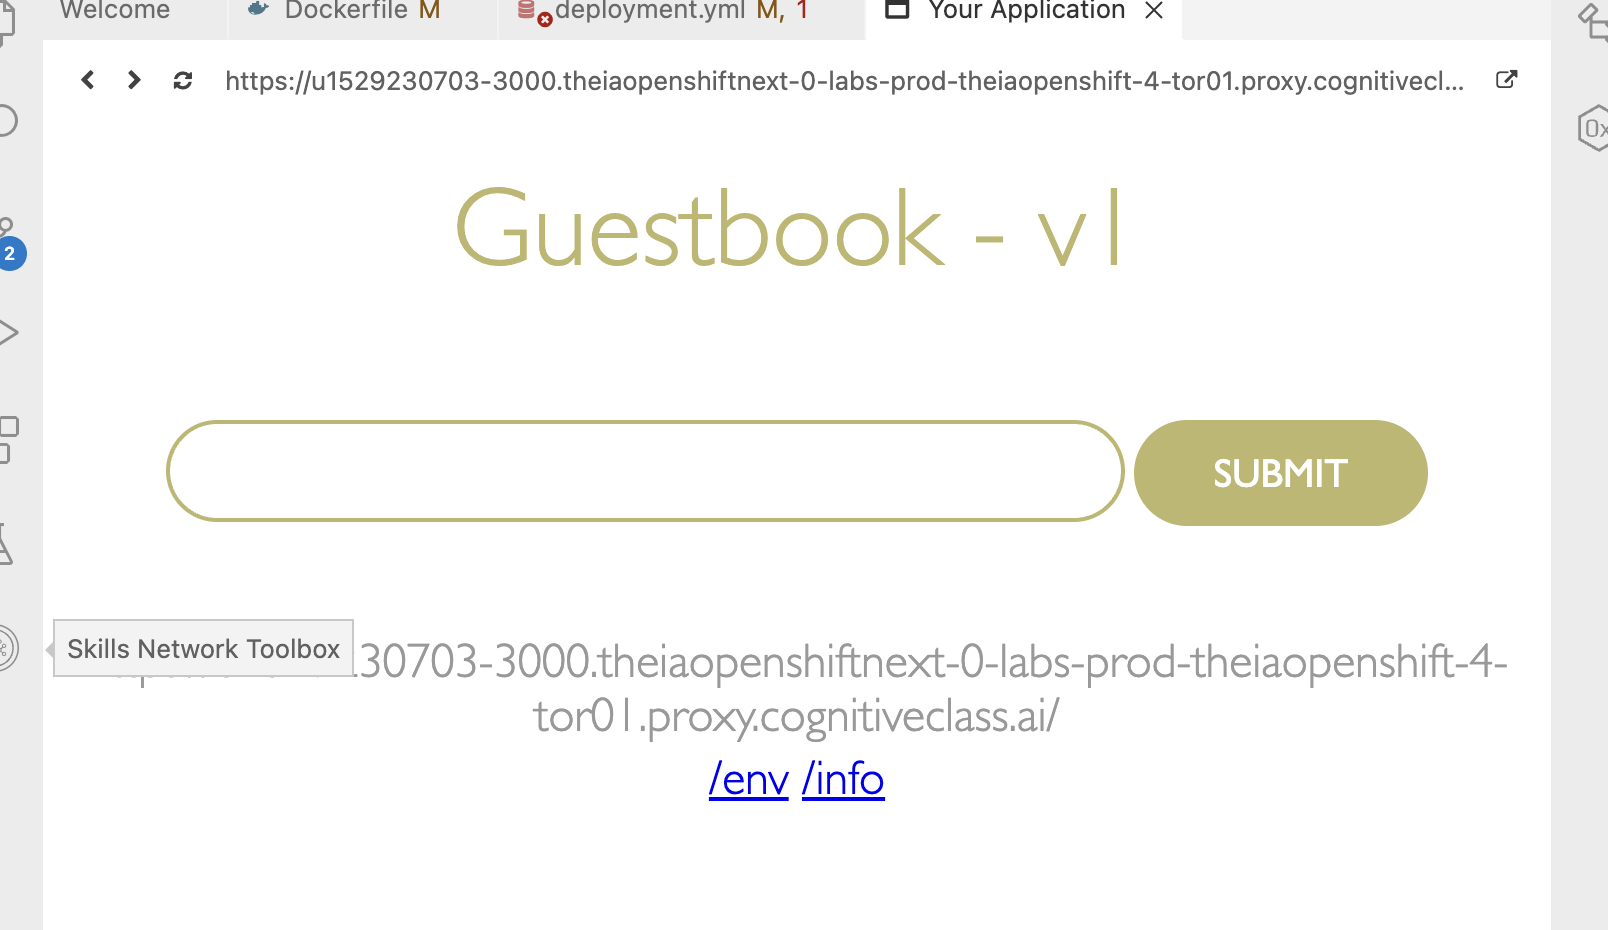 Welcome
Dockerfile M
deployment.yml M, 1
Your Application
https://u1529230703-3000.theiaopenshiftnext-0-labs-prod-theiaopenshift-4-tor01.proxy.cognitivecl...
0x
Guestbook - v1
2
SUBMIT
Skills Network Toolbox
30703-3000.theiaopenshiftnext-0-labs-prod-theiaopenshift-4-
tor01.proxy.cognitiveclass.ai/
/env /info